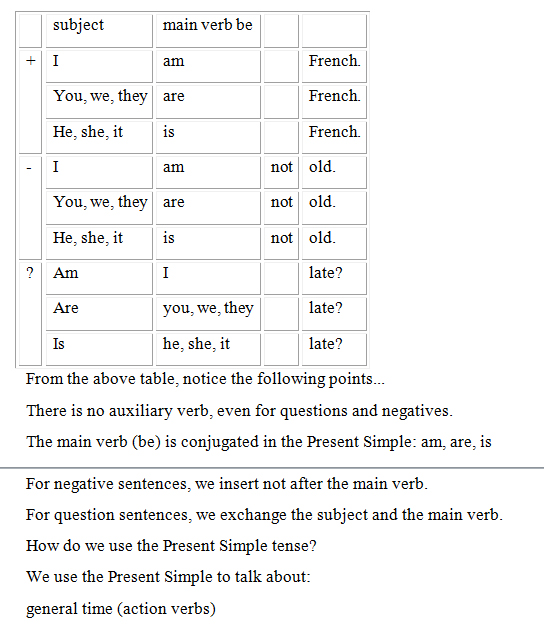 subject main verb be
+ I am French.
You, we, they are French.
He, she, it is French.
- I am not old.
You, we, they are not old.
He, she, it is not old.
? Am I late?
Are you, we, they late?
Is he, she, it late?
From the above table, notice the following points...
There is no auxiliary verb, even for questions and negatives.
The main verb (be) is conjugated in the Present Simple: am, are, is
For negative sentences, we insert not after the main verb.
For question sentences, we exchange the subject and the main verb.
How do we use the Present Simple tense?
We use the Present Simple to talk about:
general time (action verbs)